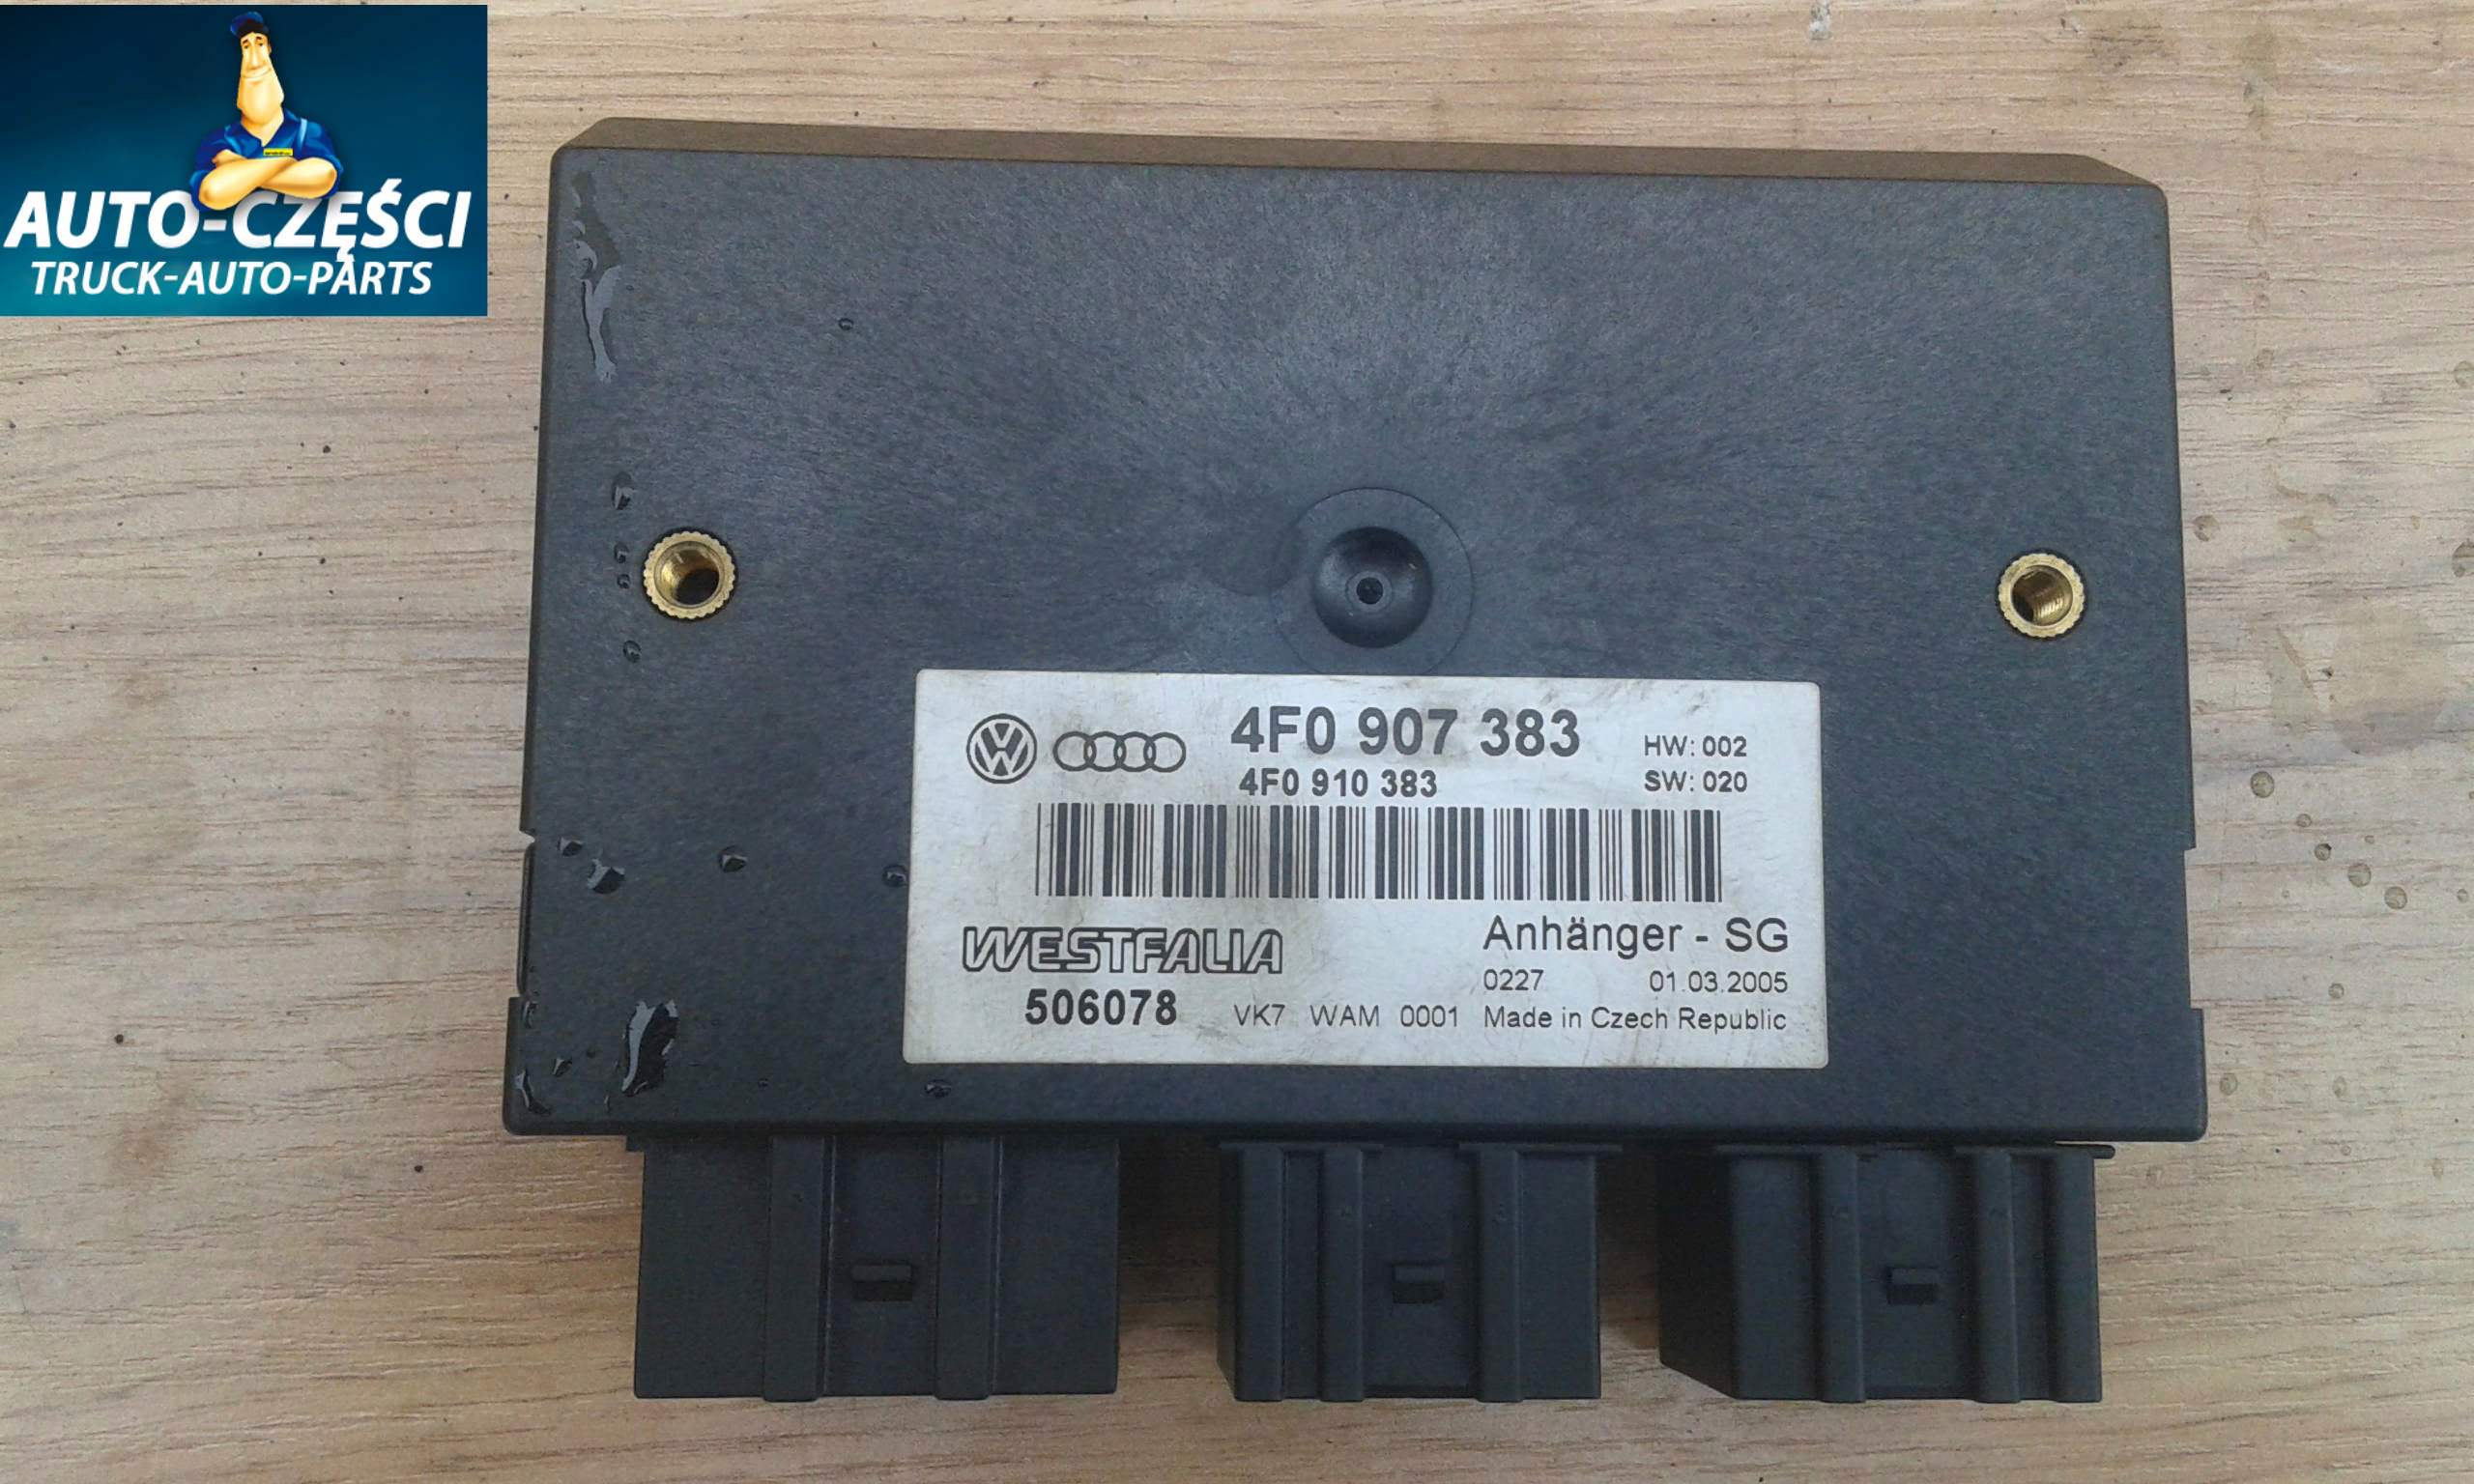 AUTO-CZĘŚCI
TRUCK-AUTO-PARTS
4F0 907 383
HW: 002
4F0 910 383
SW: 020
WESTFALIA
Anhänger - SG
0227 01.03.2005
506078 VK7 WAM 0001 Made in Czech Republic